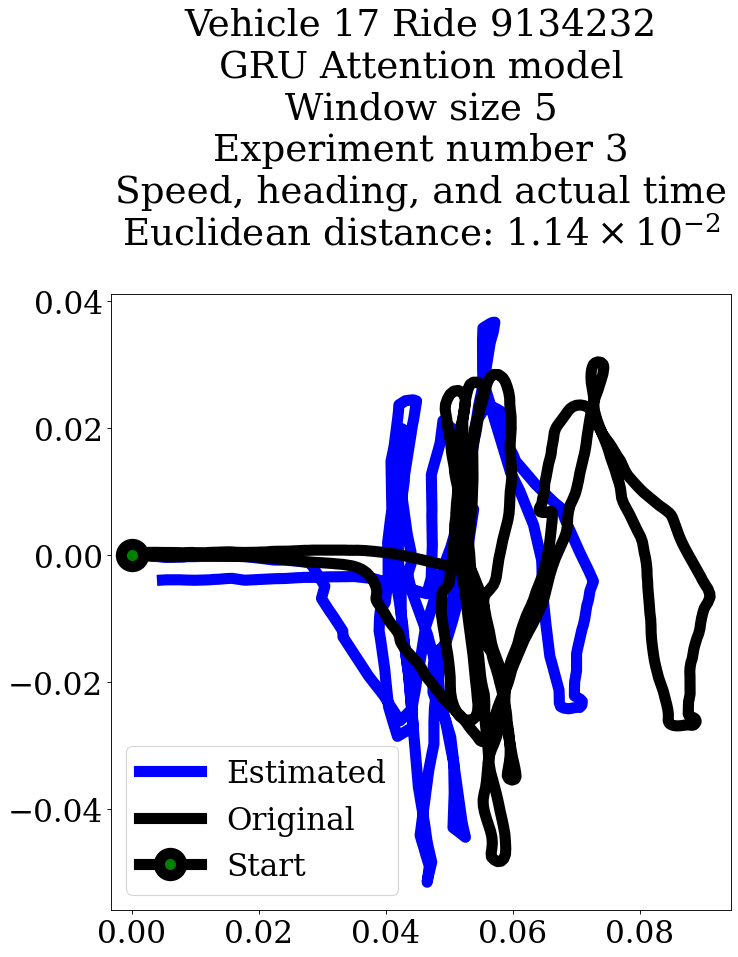 Vehicle 17 Ride 9134232
GRU Attention model
Window size 5
Experiment number 3
Speed, heading, and actual time
Euclidean distance: 1.14 × 10⁻²
0.04
0.02
0.00
−0.02
−0.04
Estimated
Original
Start
0.00 0.02 0.04 0.06 0.08